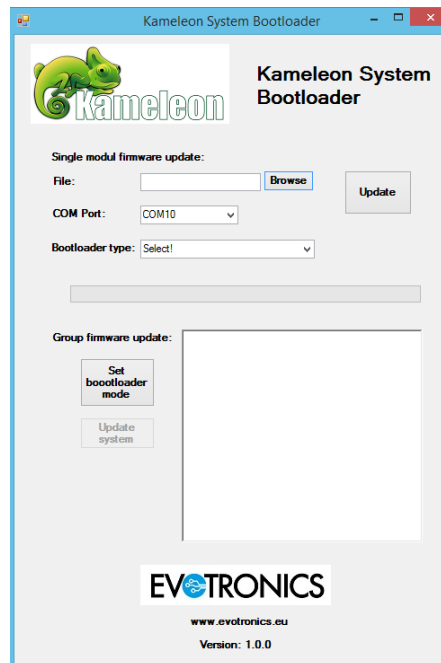 Kameleon System Bootloader
Kameleon
Kameleon System
Bootloader
Single modul firmware update:
File:
Browse
Update
COM Port:
COM10
Bootloader type:
Select!
Group firmware update:
Set
boootloader
mode
Update
system
EVOTRONICS
www.evotronics.eu
Version: 1.0.0